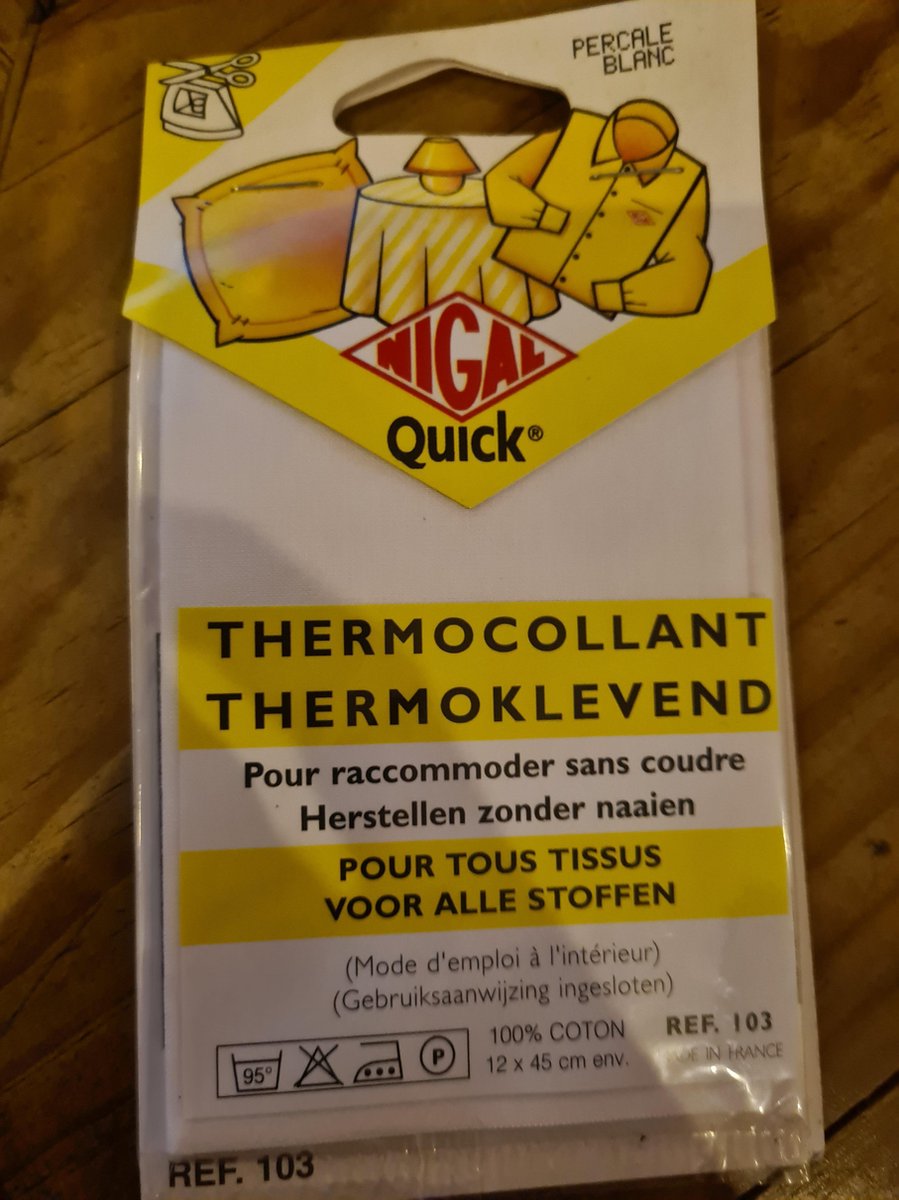 PERCALE
BLANC
NIGAL
Quick®
THERMOCOLLANT
THERMOKLEVEND
Pour raccommoder sans coudre
Herstellen zonder naaien
POUR TOUS TISSUS
VOOR ALLE STOFFEN
(Mode d'emploi à l'intérieur)
(Gebruiksaanwijzing ingesloten)
95° P
100% COTON
12 x 45 cm env.
REF. 103
MADE IN FRANCE
REF. 103